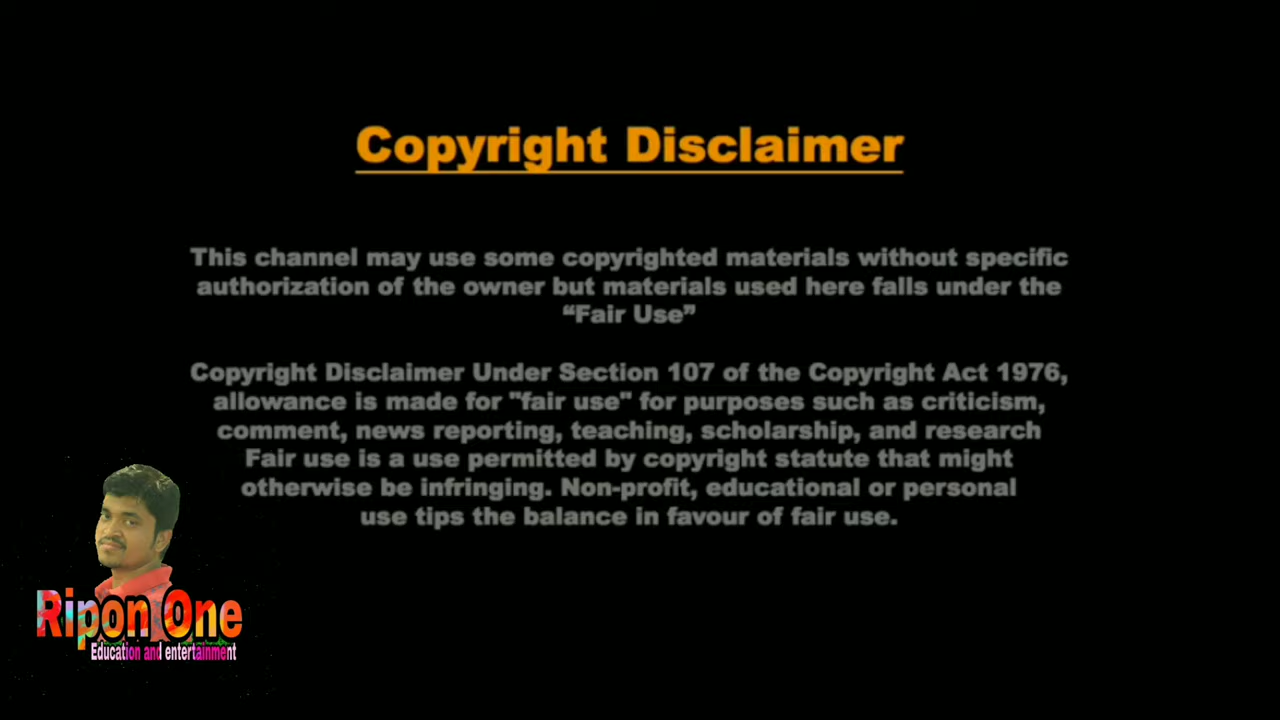 Copyright Disclaimer
This channel may use some copyrighted materials without specific
authorization of the owner but materials used here falls under the
“Fair Use”
Copyright Disclaimer Under Section 107 of the Copyright Act 1976,
allowance is made for "fair use" for purposes such as criticism,
comment, news reporting, teaching, scholarship, and research
Fair use is a use permitted by copyright statute that might
otherwise be infringing. Non-profit, educational or personal
use tips the balance in favour of fair use.
Ripon One
Education and entertainment